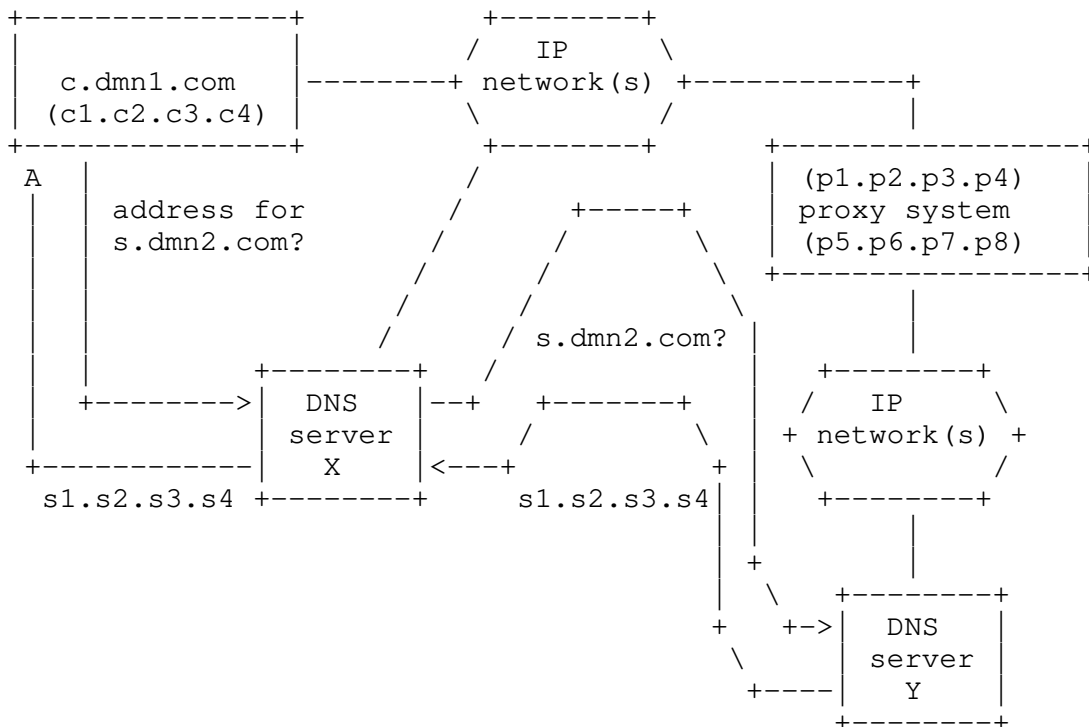 IP
c.dmn1.com
network(s)
(c1.c2.c3.c4)
A
(p1.p2.p3.p4)
address for
proxy system
s.dmn2.com?
(p5.p6.p7.p8)
s.dmn2.com?
DNS
IP
server
network(s)
X
s1.s2.s3.s4
s1.s2.s3.s4
DNS
server
Y